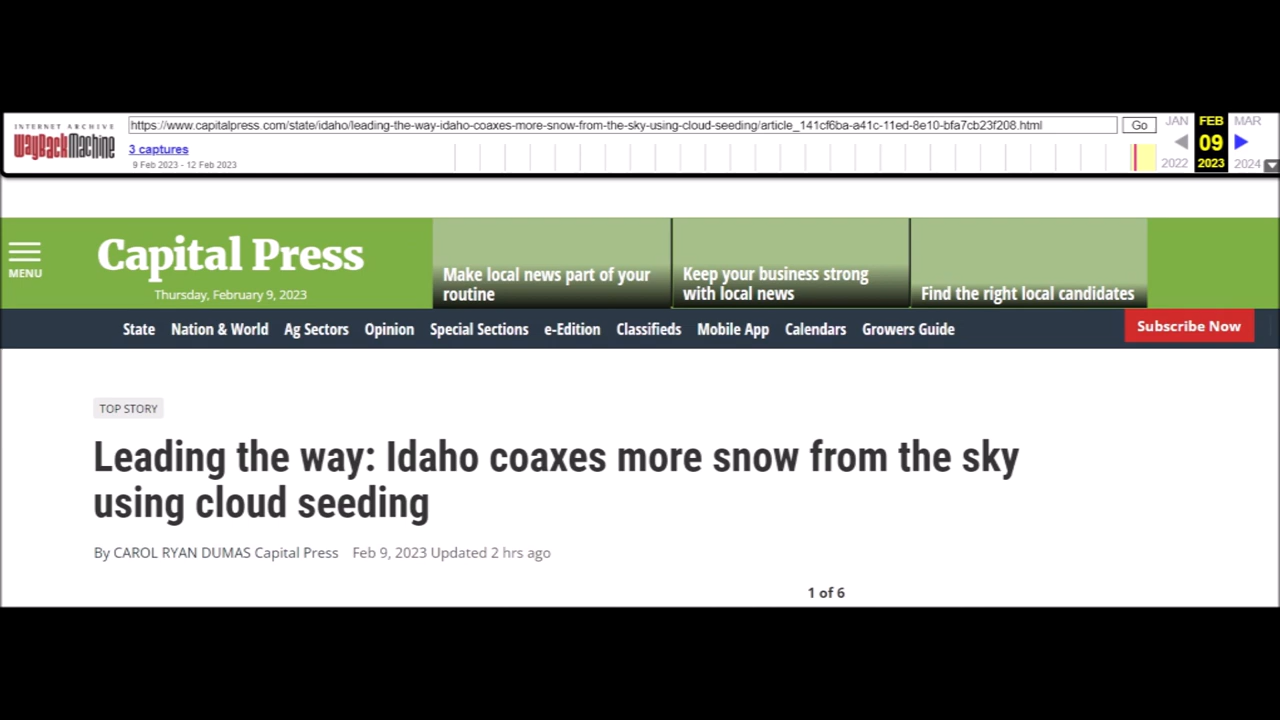 INTERNET ARCHIVE
WayBackMachine
https://www.capitalpress.com/state/idaho/leading-the-way-idaho-coaxes-more-snow-from-the-sky-using-cloud-seeding/article_141cf6ba-a41c-11ed-8e10-bfa7cb23f208.html
Go
JAN FEB MAR
3 captures
09
9 Feb 2023 - 12 Feb 2023
2022 2023 2024
MENU
Capital Press
Thursday, February 9, 2023
Make local news part of your
routine
Keep your business strong
with local news
Find the right local candidates
State Nation & World Ag Sectors Opinion Special Sections e-Edition Classifieds Mobile App Calendars Growers Guide
Subscribe Now
TOP STORY
Leading the way: Idaho coaxes more snow from the sky
using cloud seeding
By CAROL RYAN DUMAS Capital Press Feb 9, 2023 Updated 2 hrs ago
1 of 6